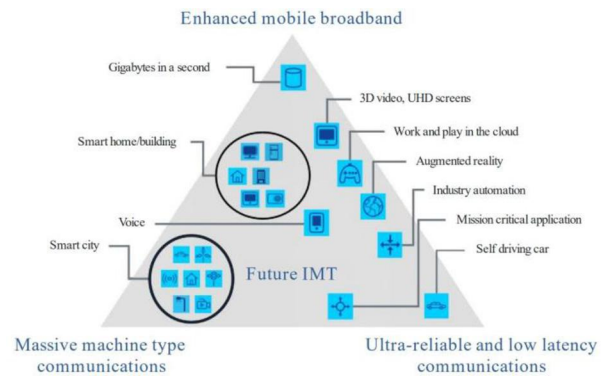 Enhanced mobile broadband
Gigabytes in a second
3D video, UHD screens
Smart home/building
Work and play in the cloud
Augmented reality
Industry automation
Voice
Mission critical application
Smart city
Self driving car
Future IMT
Massive machine type
communications
Ultra-reliable and low latency
communications